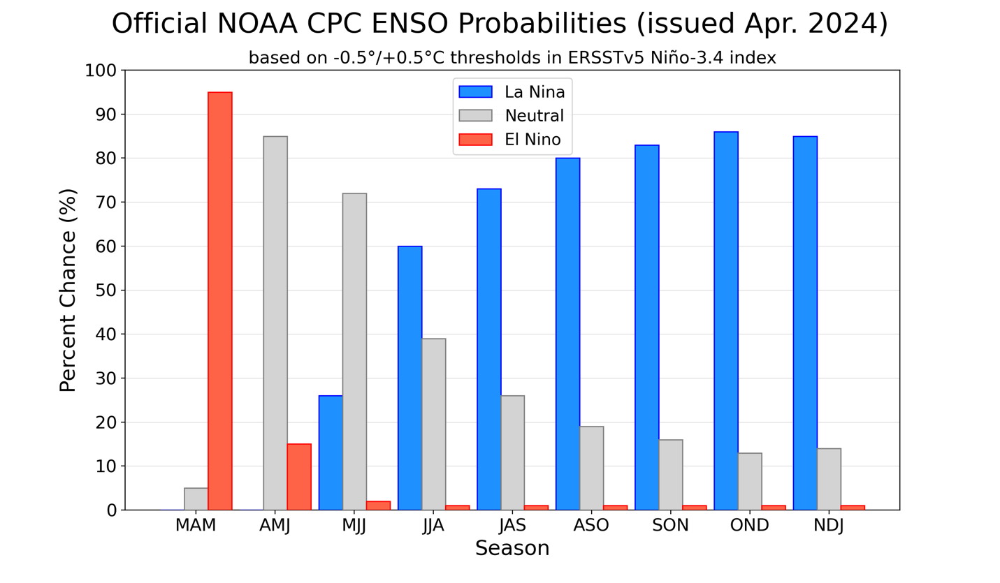 Official NOAA CPC ENSO Probabilities (issued Apr. 2024)
based on -0.5°/+0.5°C thresholds in ERSSTv5 Niño-3.4 index
La Nina
Neutral
El Nino
Percent Chance (%)
100
90
80
70
60
50
40
30
20
10
0
MAM AMJ MJJ JJA JAS ASO SON OND NDJ
Season